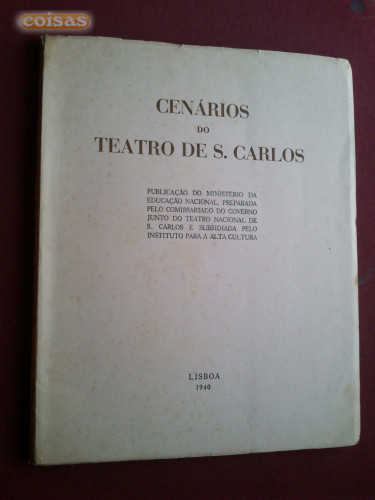 coisas
CENÁRIOS
DO
TEATRO DE S. CARLOS
PUBLICAÇÃO DO MINISTÉRIO DA
EDUCAÇÃO NACIONAL, PREPARADA
PELO COMISSARIADO DO GOVERNO
JUNTO DO TEATRO NACIONAL DE
S. CARLOS E SUBSIDIADA PELO
INSTITUTO PARA A ALTA CULTURA
LISBOA
1940